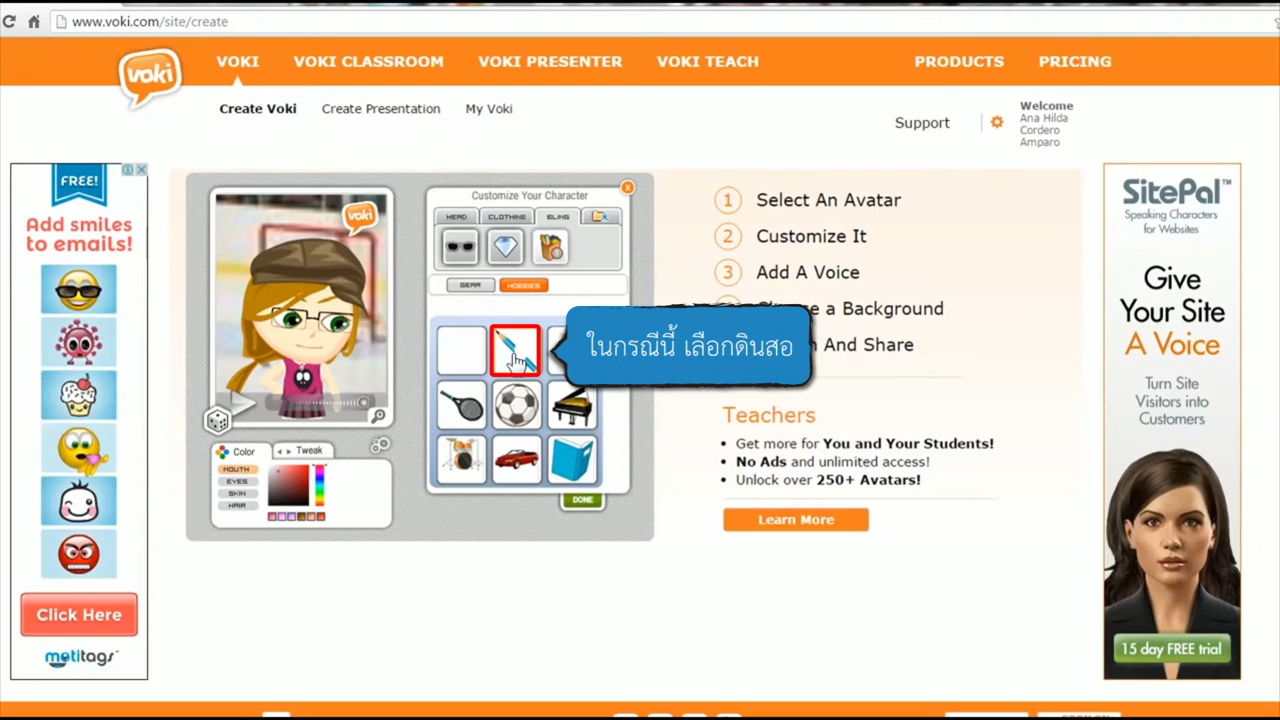 www.voki.com/site/create
voki
VOKI
VOKI CLASSROOM
VOKI PRESENTER
VOKI TEACH
PRODUCTS
PRICING
Create Voki
Create Presentation
My Voki
Support
Welcome
Ana Hilda
Cordero
Amparo
FREE!
Add smiles
to emails!
Click Here
motitags
voki
Customize Your Character
HEAD
CLOTHING
BLING
GEAR
HOBBIES
ในกรณีนี้ เลือกดินสอ
DONE
Color
Tweak
MOUTH
EYES
SKIN
HAIR
1 Select An Avatar
2 Customize It
3 Add A Voice
a Background
And Share
Teachers
• Get more for You and Your Students!
• No Ads and unlimited access!
• Unlock over 250+ Avatars!
Learn More
SitePal™
Speaking Characters
for Websites
Give
Your Site
A Voice
Turn Site
Visitors into
Customers
15 day FREE trial